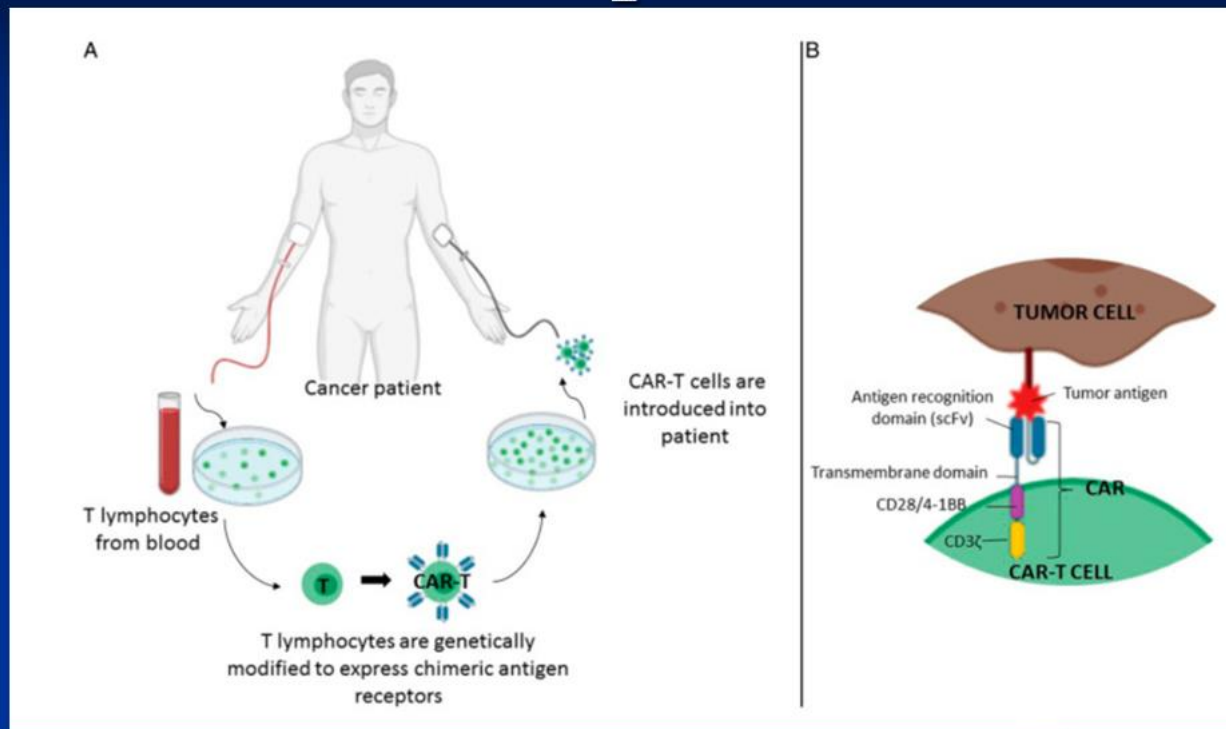 A
Cancer patient
CAR-T cells are
introduced into
patient
T lymphocytes
from blood
T
CAR-T
T lymphocytes are genetically
modified to express chimeric antigen
receptors
B
TUMOR CELL
Antigen recognition
domain (scFv)
Tumor antigen
Transmembrane domain
CAR
CD28/4-1BB
CD3ζ
CAR-T CELL